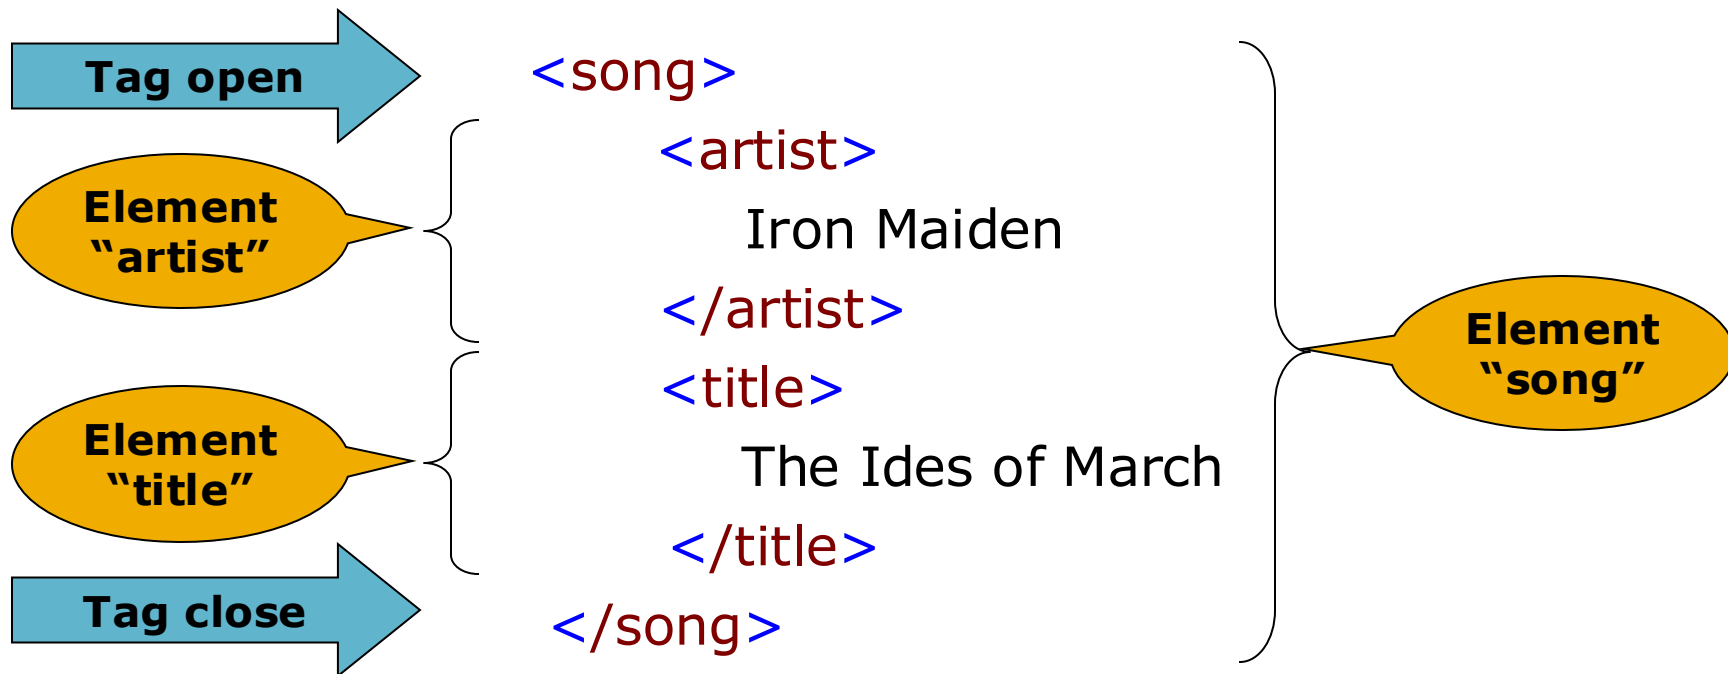 Tag open
<song>
<artist>
Element
“artist”
Iron Maiden
</artist>
Element
“song”
<title>
Element
“title”
The Ides of March
</title>
Tag close
</song>